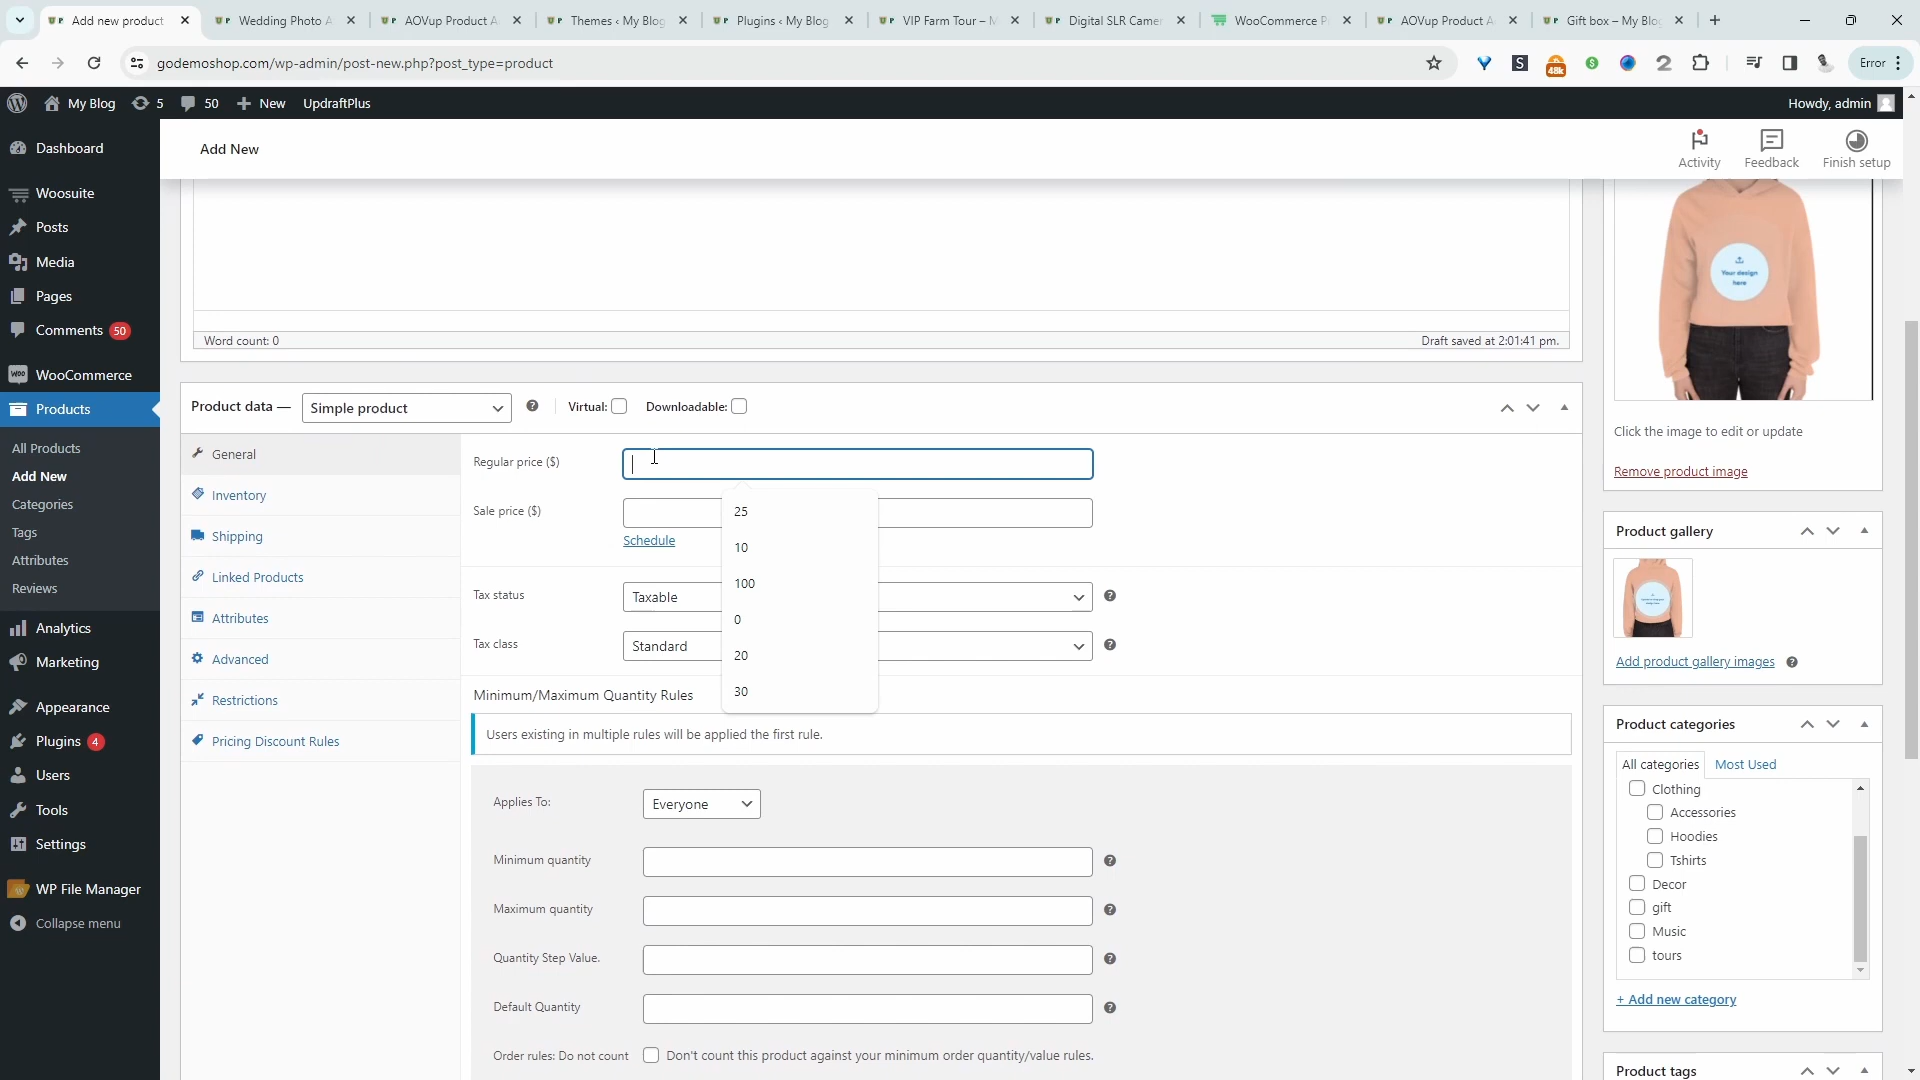 Add new product
Wedding Photo A
AOVup Product A
Themes ‹ My Blog
Plugins ‹ My Blog
VIP Farm Tour – M
Digital SLR Camer
WooCommerce P
AOVup Product A
Gift box – My Blo
godemoshop.com/wp-admin/post-new.php?post_type=product
S
48k
2
Error
My Blog
5
50
New
UpdraftPlus
Howdy, admin
Dashboard
Woosuite
Posts
Media
Pages
Comments 50
WooCommerce
Products
All Products
Add New
Categories
Tags
Attributes
Reviews
Analytics
Marketing
Appearance
Plugins 4
Users
Tools
Settings
WP File Manager
Collapse menu
Add New
Activity
Feedback
Finish setup
Word count: 0
Draft saved at 2:01:41 pm.
Product data —
Simple product
Virtual:
Downloadable:
General
Inventory
Shipping
Linked Products
Attributes
Advanced
Restrictions
Pricing Discount Rules
Regular price ($)
Sale price ($)
Schedule
25
10
100
0
20
30
Tax status
Taxable
Tax class
Standard
Minimum/Maximum Quantity Rules
Users existing in multiple rules will be applied the first rule.
Applies To:
Everyone
Minimum quantity
Maximum quantity
Quantity Step Value.
Default Quantity
Order rules: Do not count
Don't count this product against your minimum order quantity/value rules.
Your design
here
Click the image to edit or update
Remove product image
Product gallery
Add product gallery images
Product categories
All categories
Most Used
Clothing
Accessories
Hoodies
Tshirts
Decor
gift
Music
tours
+ Add new category
Product tags